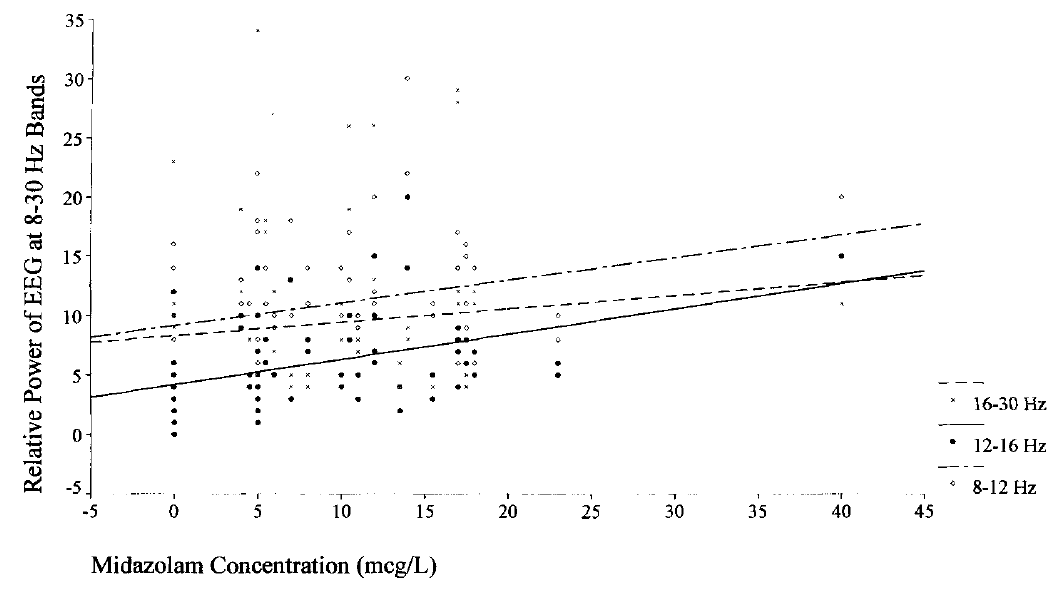 Relative Power of EEG at 8-30 Hz Bands
35
30
25
20
15
10
5
0
-5
-5 0 5 10 15 20 25 30 35 40 45
Midazolam Concentration (mcg/L)
16-30 Hz
12-16 Hz
8-12 Hz